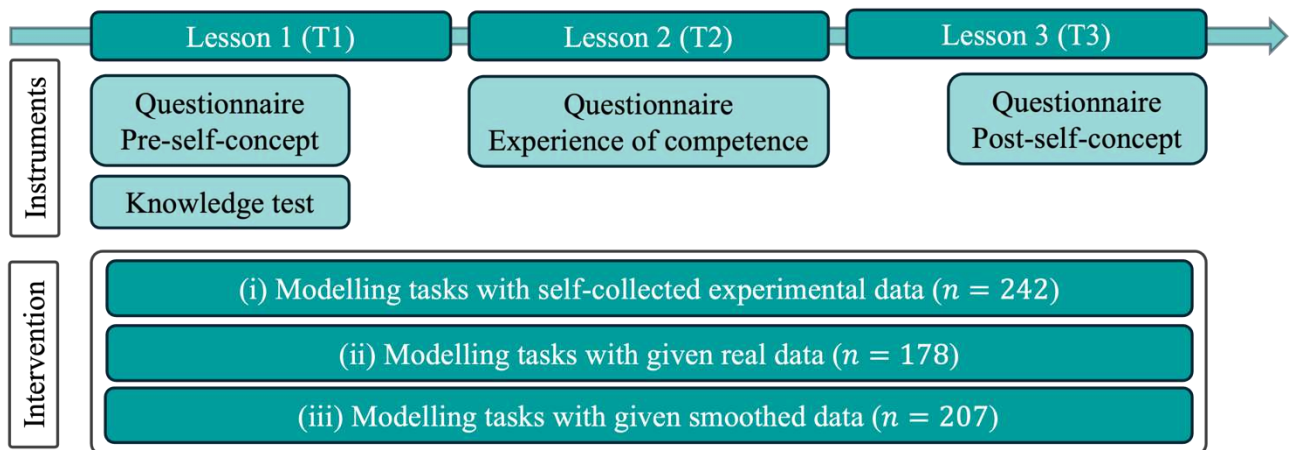 Lesson 1 (T1)
Lesson 2 (T2)
Lesson 3 (T3)
Instruments
Questionnaire
Pre-self-concept
Questionnaire
Experience of competence
Questionnaire
Post-self-concept
Knowledge test
Intervention
(i) Modelling tasks with self-collected experimental data (n = 242)
(ii) Modelling tasks with given real data (n = 178)
(iii) Modelling tasks with given smoothed data (n = 207)